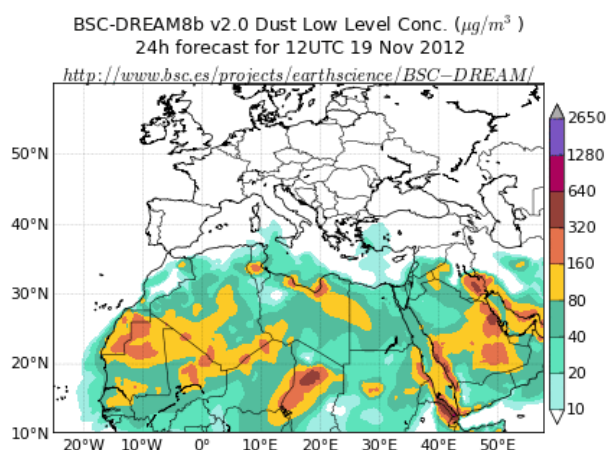 BSC-DREAM8b v2.0 Dust Low Level Conc. (μg/m³ )
24h forecast for 12UTC 19 Nov 2012
http://www.bsc.es/projects/earthscience/BSC−DREAM/
2650
1280
640
320
160
80
40
20
10
50°N
40°N
30°N
20°N
10°N
20°W
10°W
0°
10°E
20°E
30°E
40°E
50°E